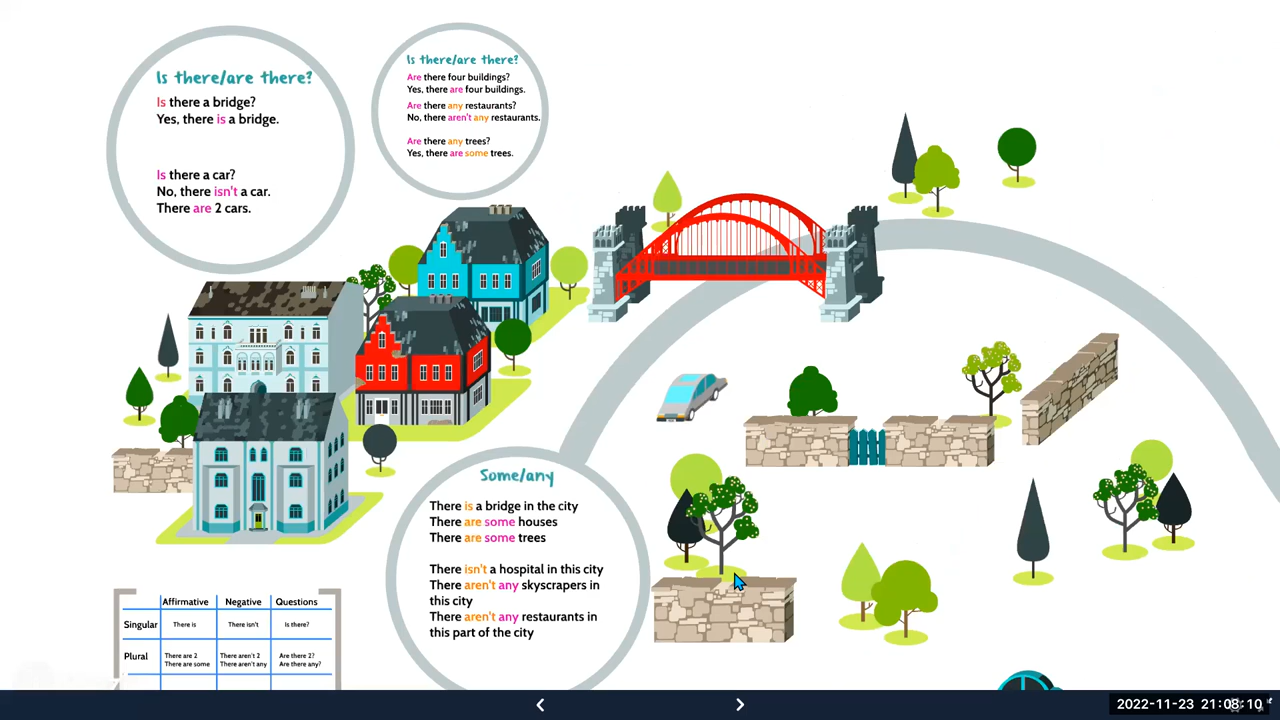 Is there/are there?
Is there a bridge?
Yes, there is a bridge.
Is there a car?
No, there isn't a car.
There are 2 cars.
Is there/are there?
Are there four buildings?
Yes, there are four buildings.
Are there any restaurants?
No, there aren't any restaurants.
Are there any trees?
Yes, there are some trees.
Some/any
There is a bridge in the city
There are some houses
There are some trees
There isn't a hospital in this city
There aren't any skyscrapers in
this city
There aren't any restaurants in
this part of the city
Affirmative Negative Questions
Singular There is There isn't Is there?
Plural There are 2 There aren't 2 Are there 2?
There are some There aren't any Are there any?
2022-11-23 21:08:10